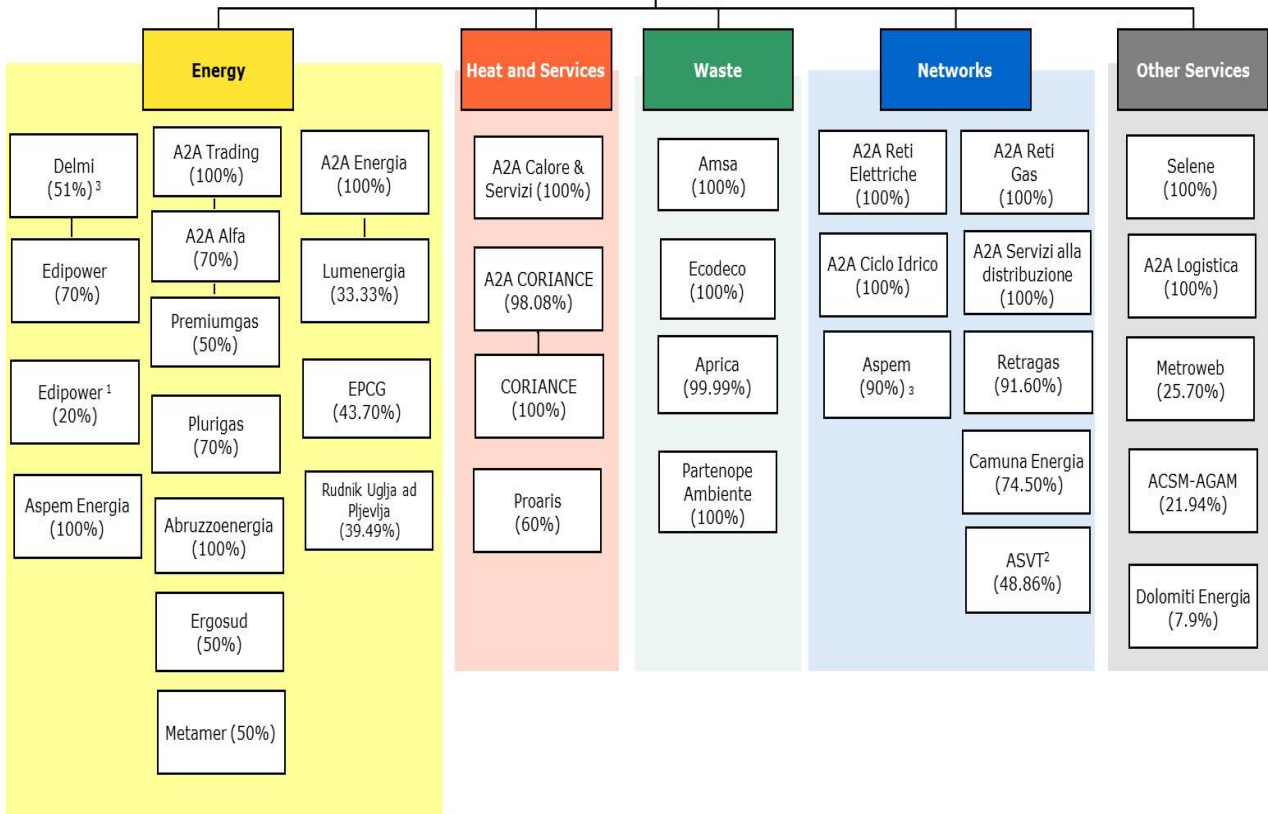 Energy
Delmi
(51%) ³
Edipower
(70%)
Edipower ¹
(20%)
Aspem Energia
(100%)
A2A Trading
(100%)
A2A Alfa
(70%)
Premiumgas
(50%)
Plurigas
(70%)
Abruzzoenergia
(100%)
Ergosud
(50%)
Metamer (50%)
A2A Energia
(100%)
Lumenergia
(33.33%)
EPCG
(43.70%)
Rudnik Uglja ad
Pljevlja
(39.49%)
Heat and Services
A2A Calore &
Servizi (100%)
A2A CORIANCE
(98.08%)
CORIANCE
(100%)
Proaris
(60%)
Waste
Amsa
(100%)
Ecodeco
(100%)
Aprica
(99.99%)
Partenope
Ambiente
(100%)
Networks
A2A Reti
Elettriche
(100%)
A2A Ciclo Idrico
(100%)
Aspem
(90%) ₃
A2A Reti
Gas
(100%)
A2A Servizi alla
distribuzione
(100%)
Retragas
(91.60%)
Camuna Energia
(74.50%)
ASVT²
(48.86%)
Other Services
Selene
(100%)
A2A Logistica
(100%)
Metroweb
(25.70%)
ACSM-AGAM
(21.94%)
Dolomiti Energia
(7.9%)